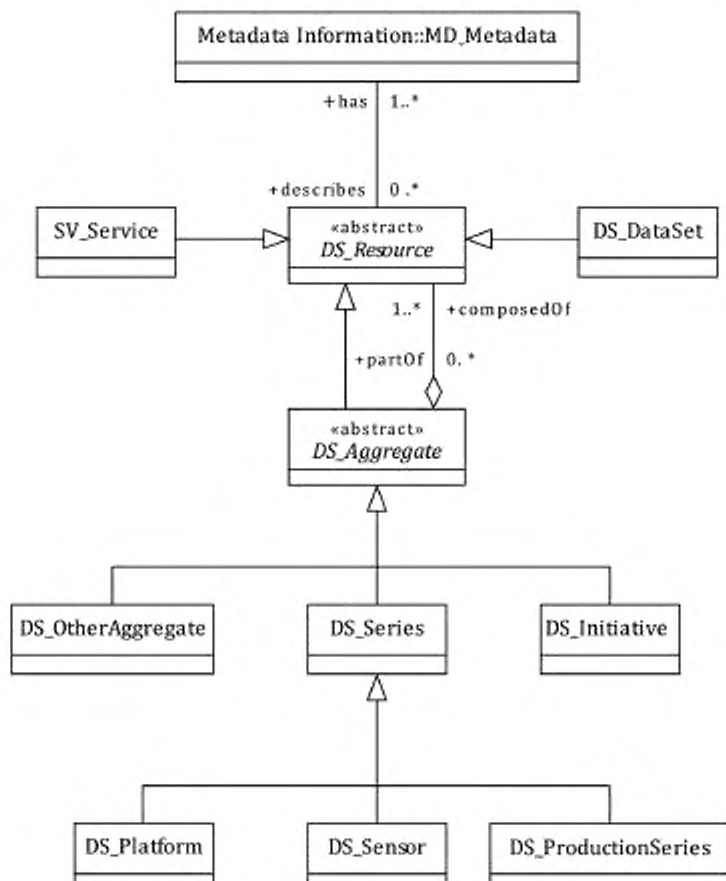 Metadata Information::MD_Metadata
+has 1..*
+describes 0.*
SV_Service
«abstract»
DS_Resource
DS_DataSet
1..* +composedOf
+partOf 0.*
«abstract»
DS_Aggregate
DS_OtherAggregate
DS_Series
DS_Initiative
DS_Platform
DS_Sensor
DS_ProductionSeries